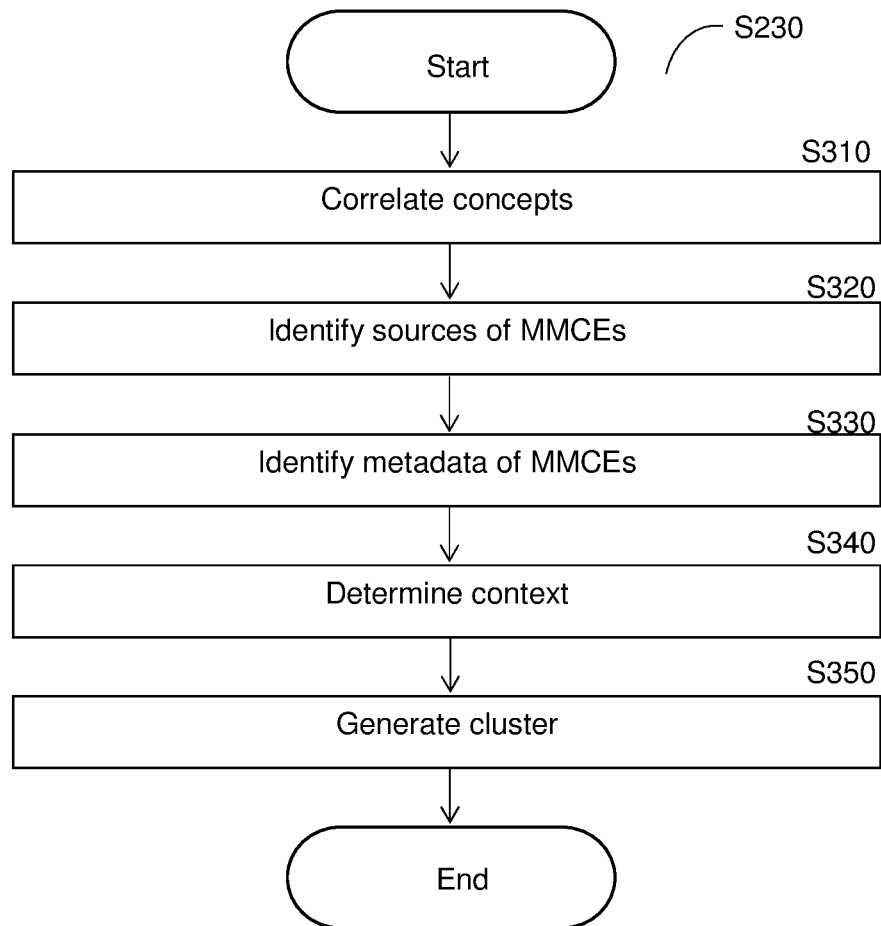 Start
S230
S310
Correlate concepts
S320
Identify sources of MMCEs
S330
Identify metadata of MMCEs
S340
Determine context
S350
Generate cluster
End